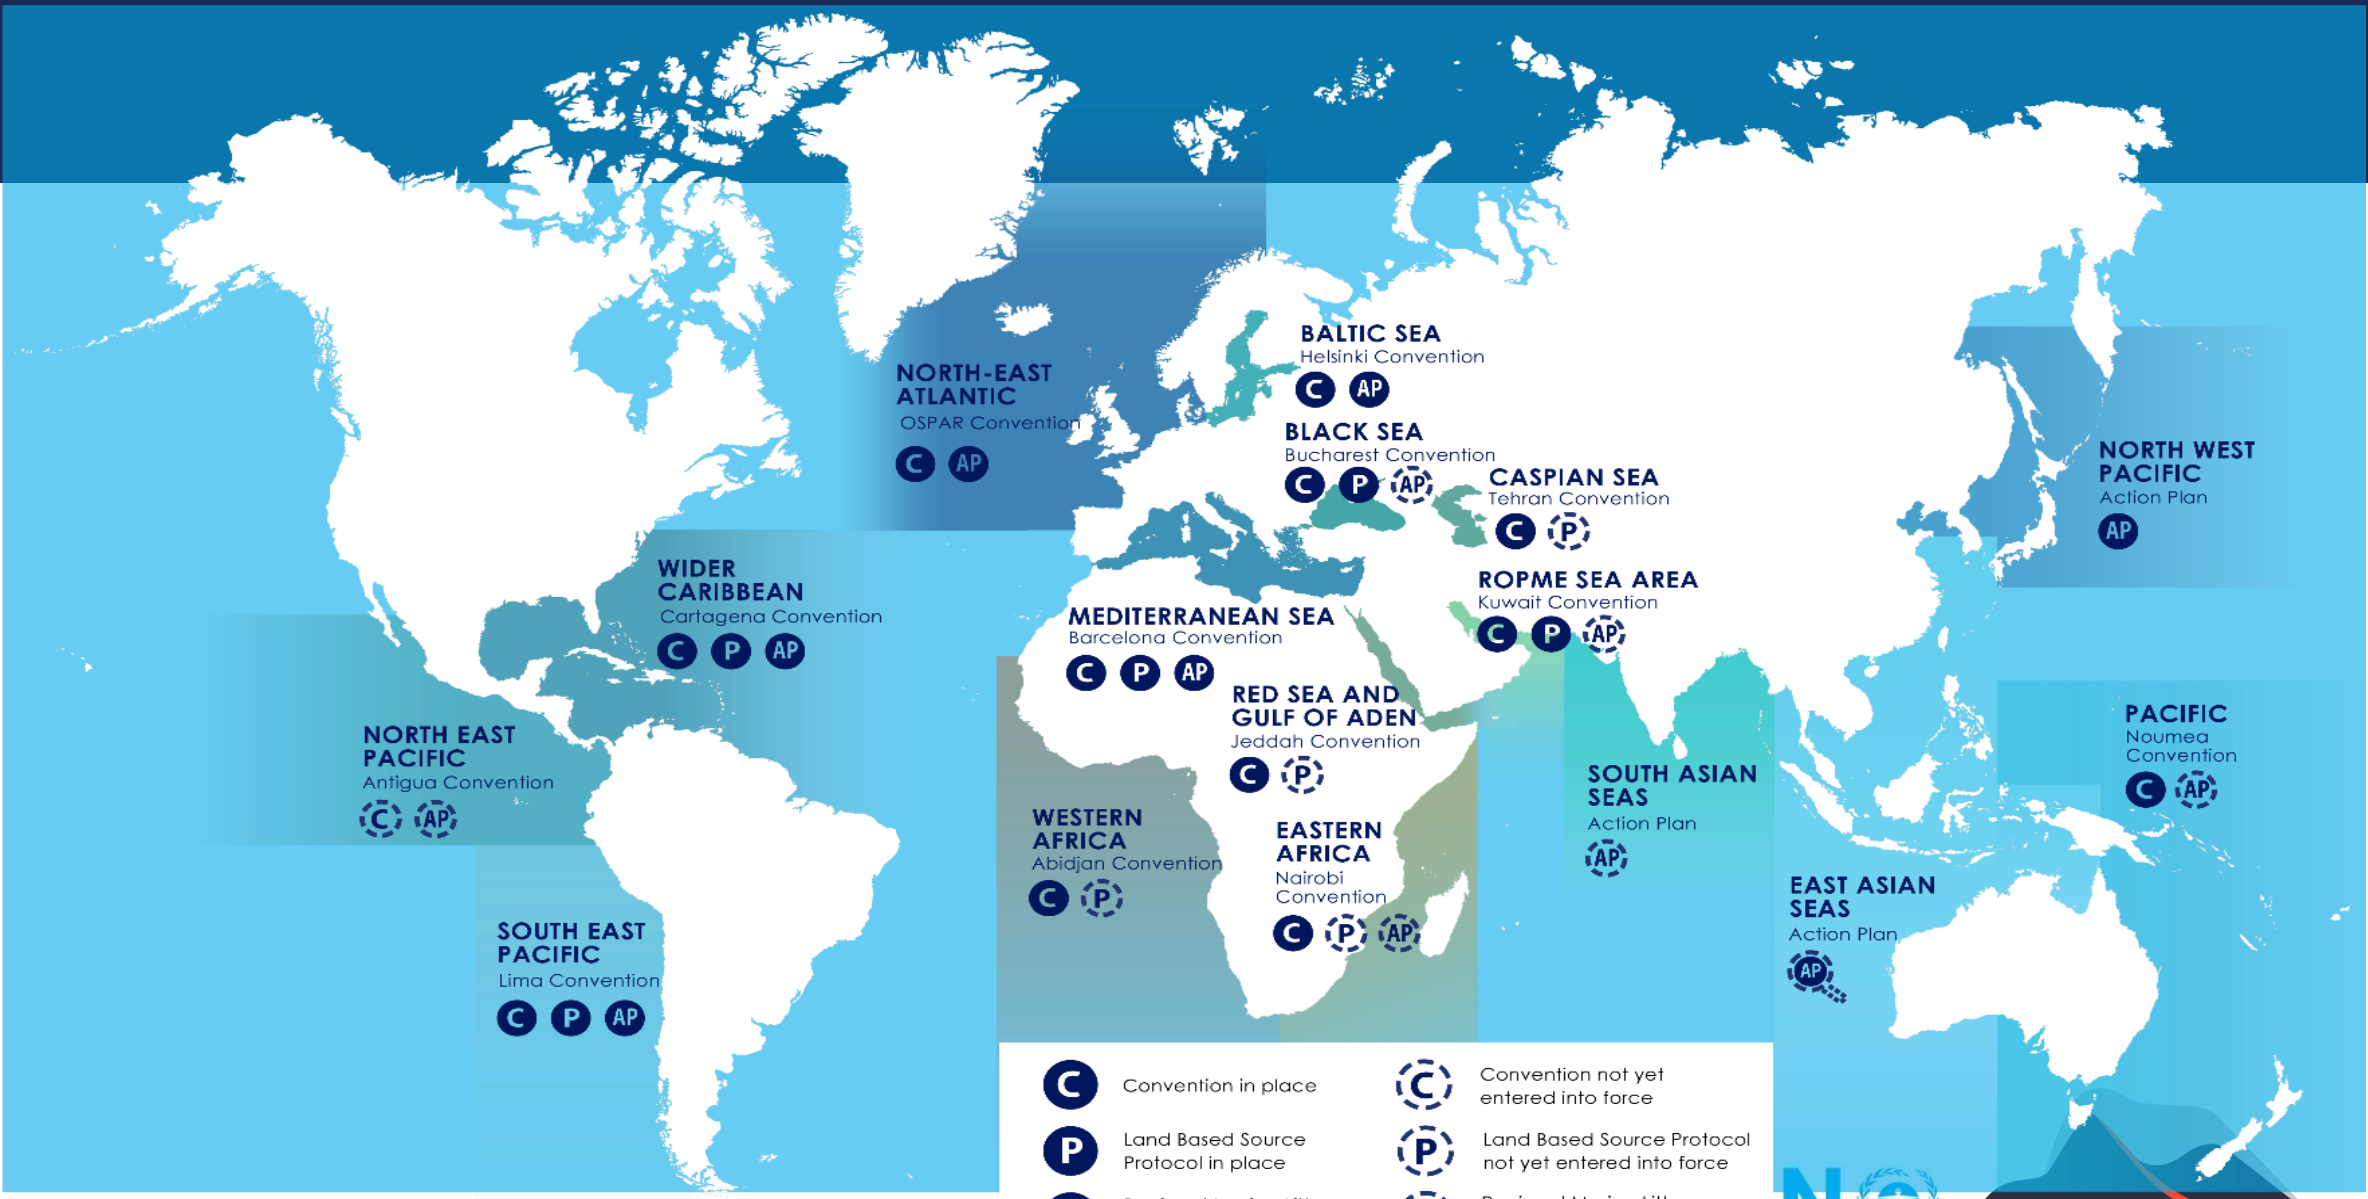 BALTIC SEA
Helsinki Convention
C AP
NORTH-EAST
ATLANTIC
OSPAR Convention
C AP
BLACK SEA
Bucharest Convention
C P AP
CASPIAN SEA
Tehran Convention
C P
NORTH WEST
PACIFIC
Action Plan
AP
WIDER
CARIBBEAN
Cartagena Convention
C P AP
MEDITERRANEAN SEA
Barcelona Convention
C P AP
ROPME SEA AREA
Kuwait Convention
C P AP
RED SEA AND
GULF OF ADEN
Jeddah Convention
C P
NORTH EAST
PACIFIC
Antigua Convention
C AP
PACIFIC
Noumea
Convention
C AP
SOUTH ASIAN
SEAS
Action Plan
AP
WESTERN
AFRICA
Abidjan Convention
C P
EASTERN
AFRICA
Nairobi
Convention
C P AP
EAST ASIAN
SEAS
Action Plan
AP
SOUTH EAST
PACIFIC
Lima Convention
C P AP
C Convention in place
C Convention not yet
entered into force
P Land Based Source
Protocol in place
P Land Based Source Protocol
not yet entered into force